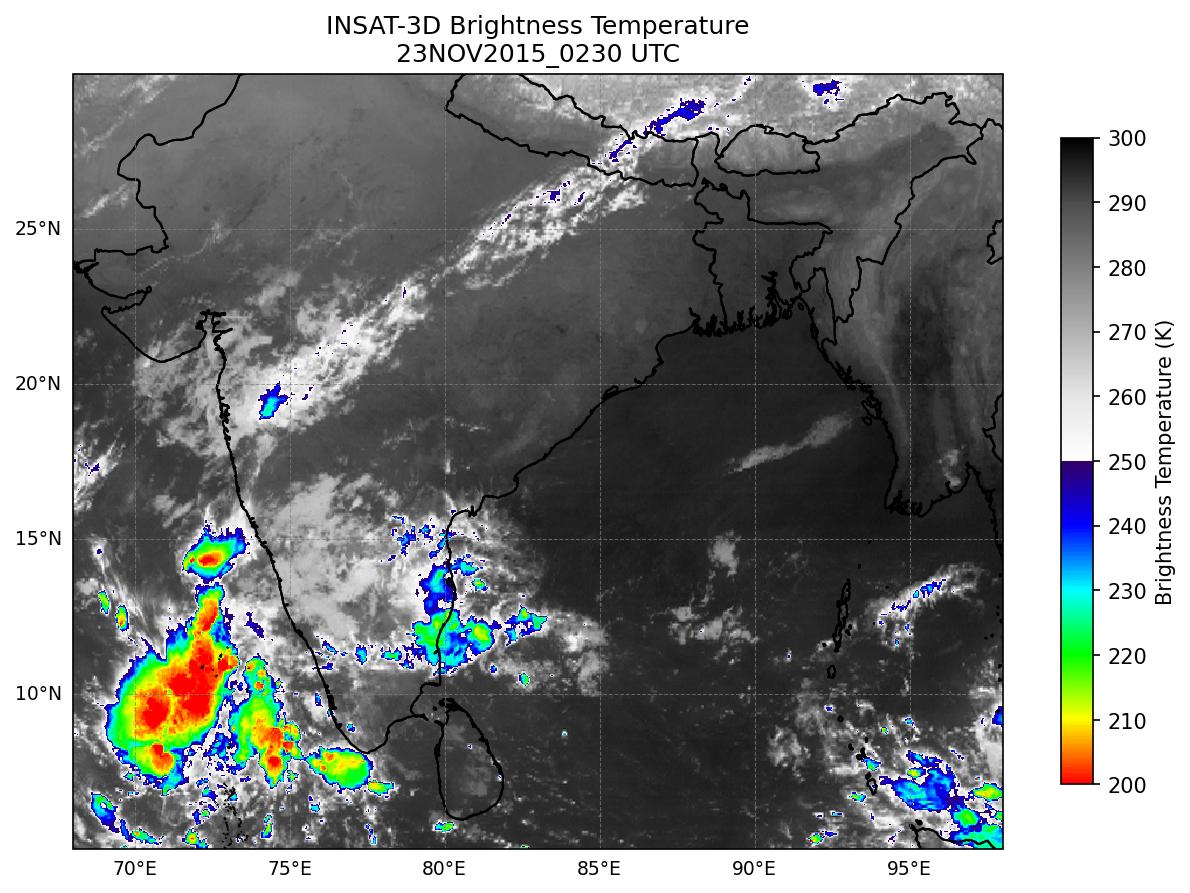 INSAT-3D Brightness Temperature
23NOV2015_0230 UTC
25°N
20°N
15°N
10°N
70°E
75°E
80°E
85°E
90°E
95°E
300
290
280
270
260
250
240
230
220
210
200
Brightness Temperature (K)